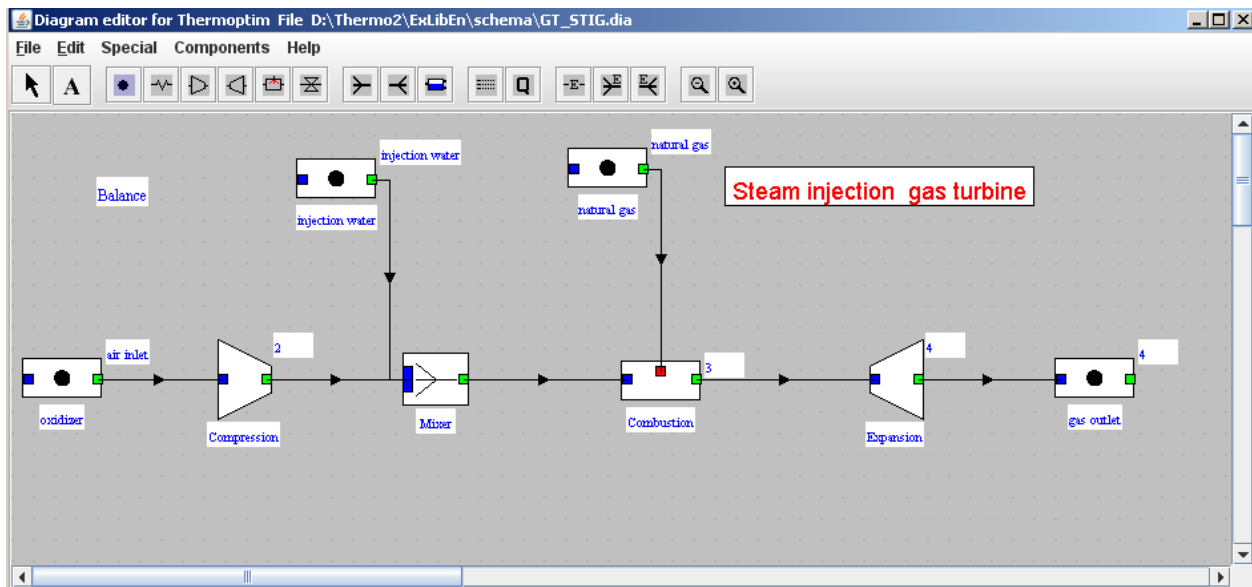 Diagram editor for Thermoptim File D:\Thermo2\ExLibEn\schema\GT_STIG.dia
File Edit Special Components Help
A Q -E- E E
injection water
natural gas
Balance
Steam injection gas turbine
injection water
natural gas
air inlet
2
3
4
4
oxidizer
Compression
Mixer
Combustion
Expansion
gas outlet